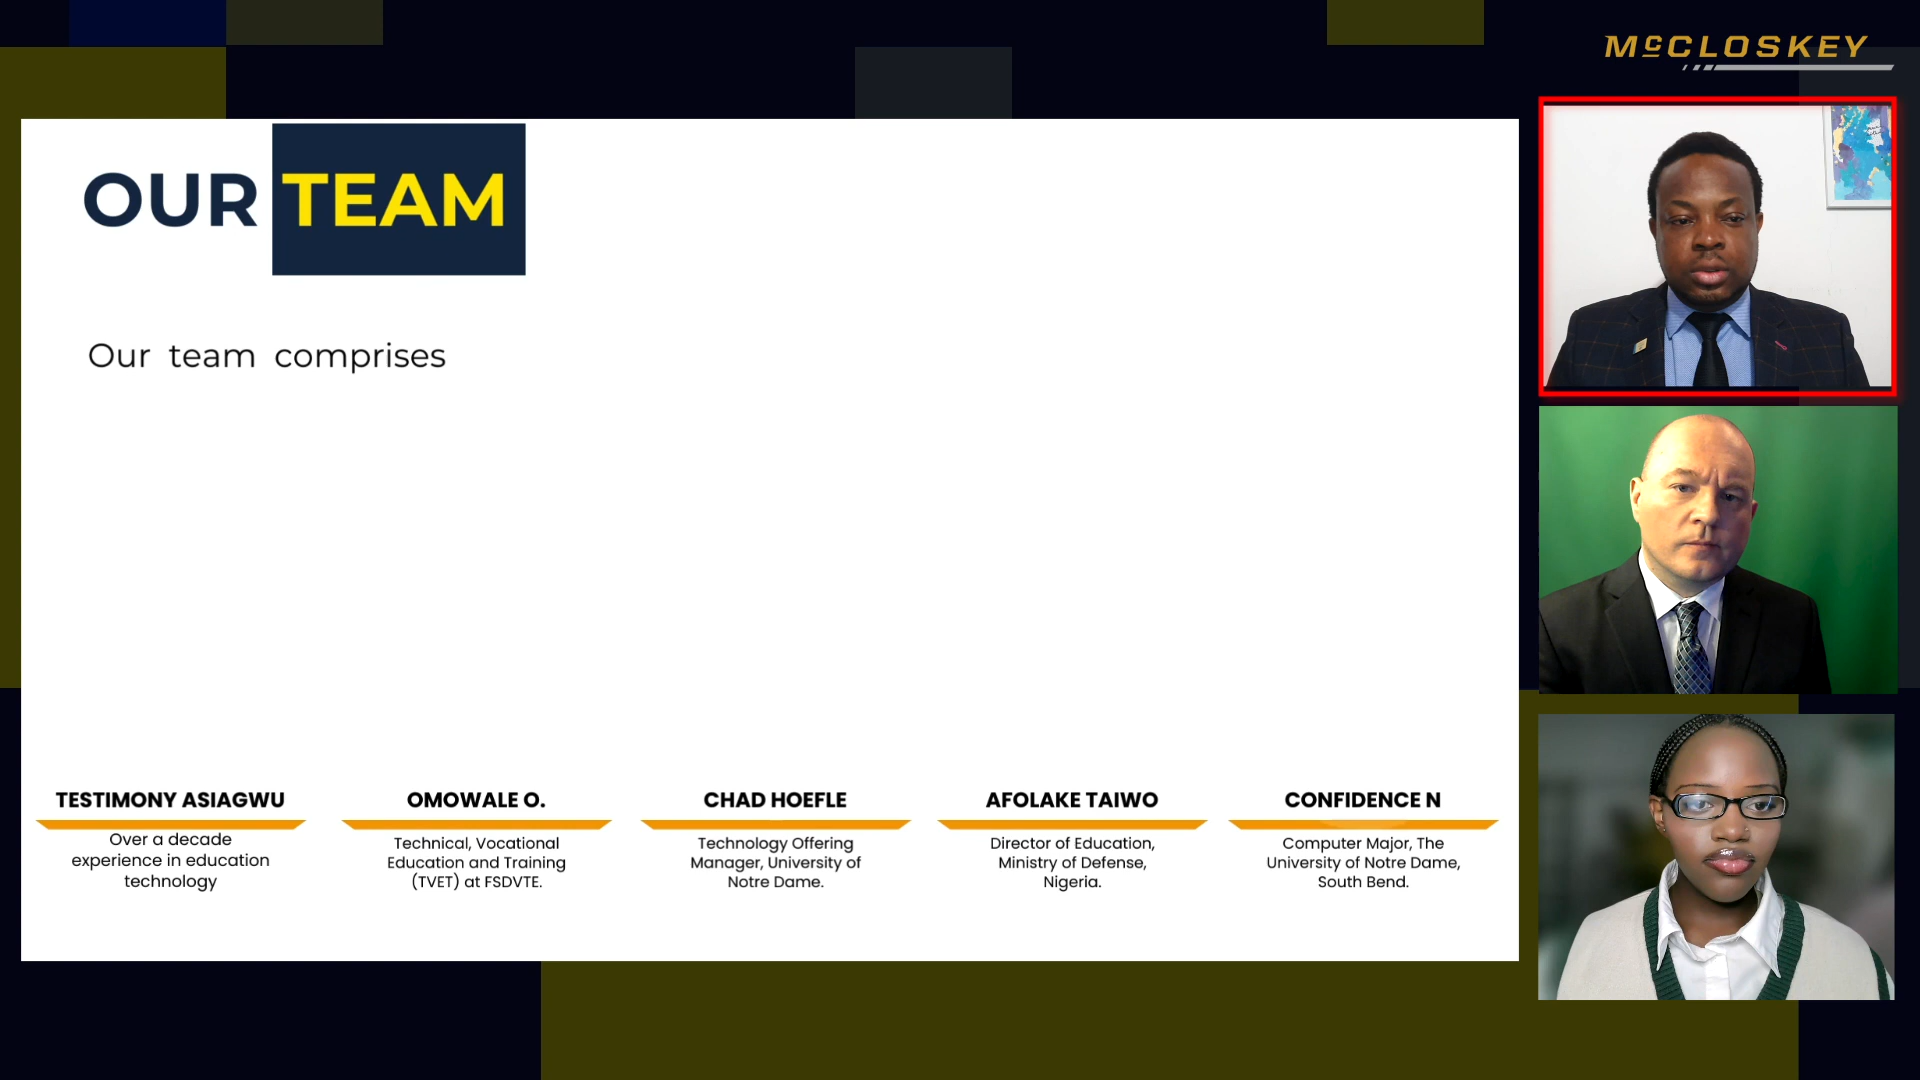 McCLOSKEY
OUR TEAM
Our team comprises
TESTIMONY ASIAGWU
Over a decade
experience in education
technology
OMOWALE O.
Technical, Vocational
Education and Training
(TVET) at FSDVTE.
CHAD HOEFLE
Technology Offering
Manager, University of
Notre Dame.
AFOLAKE TAIWO
Director of Education,
Ministry of Defense,
Nigeria.
CONFIDENCE N
Computer Major, The
University of Notre Dame,
South Bend.